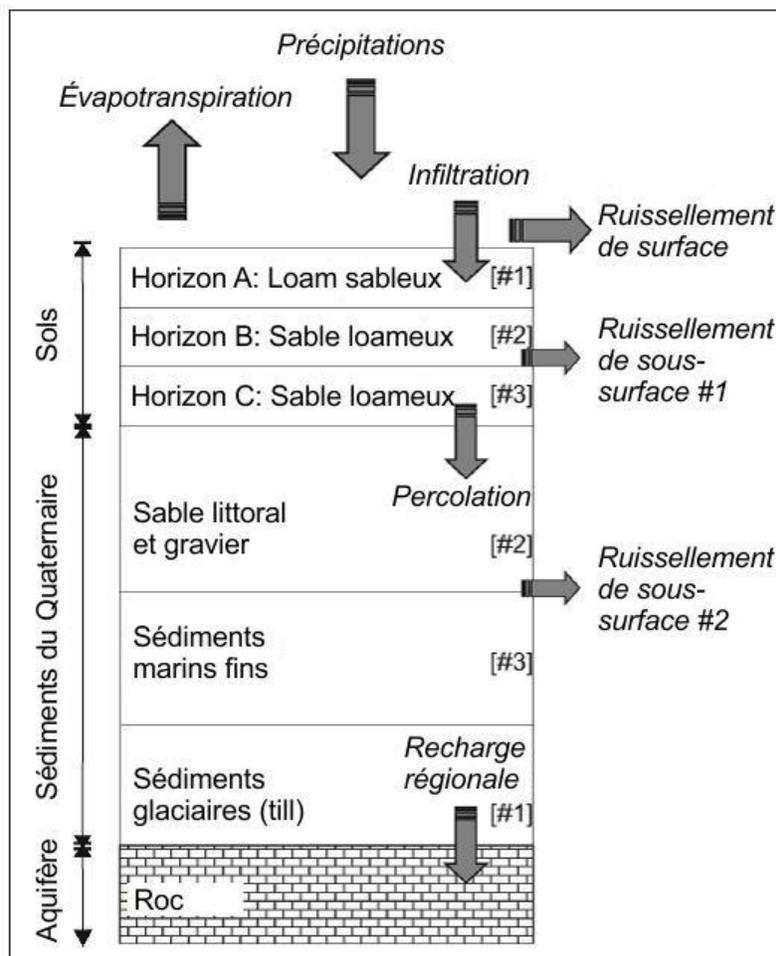 Précipitations
Évapotranspiration
Infiltration
Ruissellement
de surface
Horizon A: Loam sableux [#1]
Horizon B: Sable loameux [#2]
Ruissellement
de sous-
surface #1
Horizon C: Sable loameux [#3]
Sols
Percolation
Sable littoral
et gravier [#2]
Ruissellement
de sous-
surface #2
Sédiments
marins fins [#3]
Sédiments du Quaternaire
Recharge
régionale
Sédiments
glaciaires (till) [#1]
Aquifère
Roc